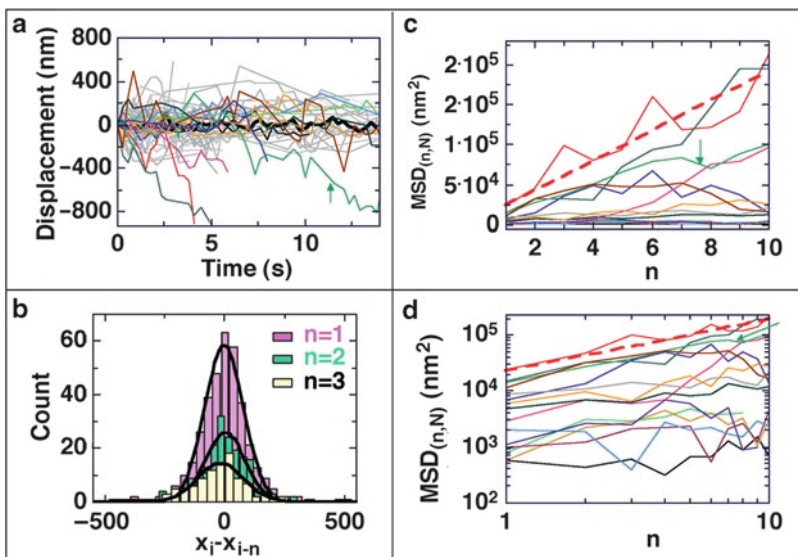 a
Displacement (nm)
800
400
0
−400
−800
0
5
10
Time (s)
b
Count
60
40
20
0
−500
0
500
n=1
n=2
n=3
xi-xi-n
c
MSD(n,N) (nm2)
2·105
2·105
1·105
5·104
0
2
4
6
8
10
n
d
MSD(n,N) (nm2)
105
104
103
102
1
10
n